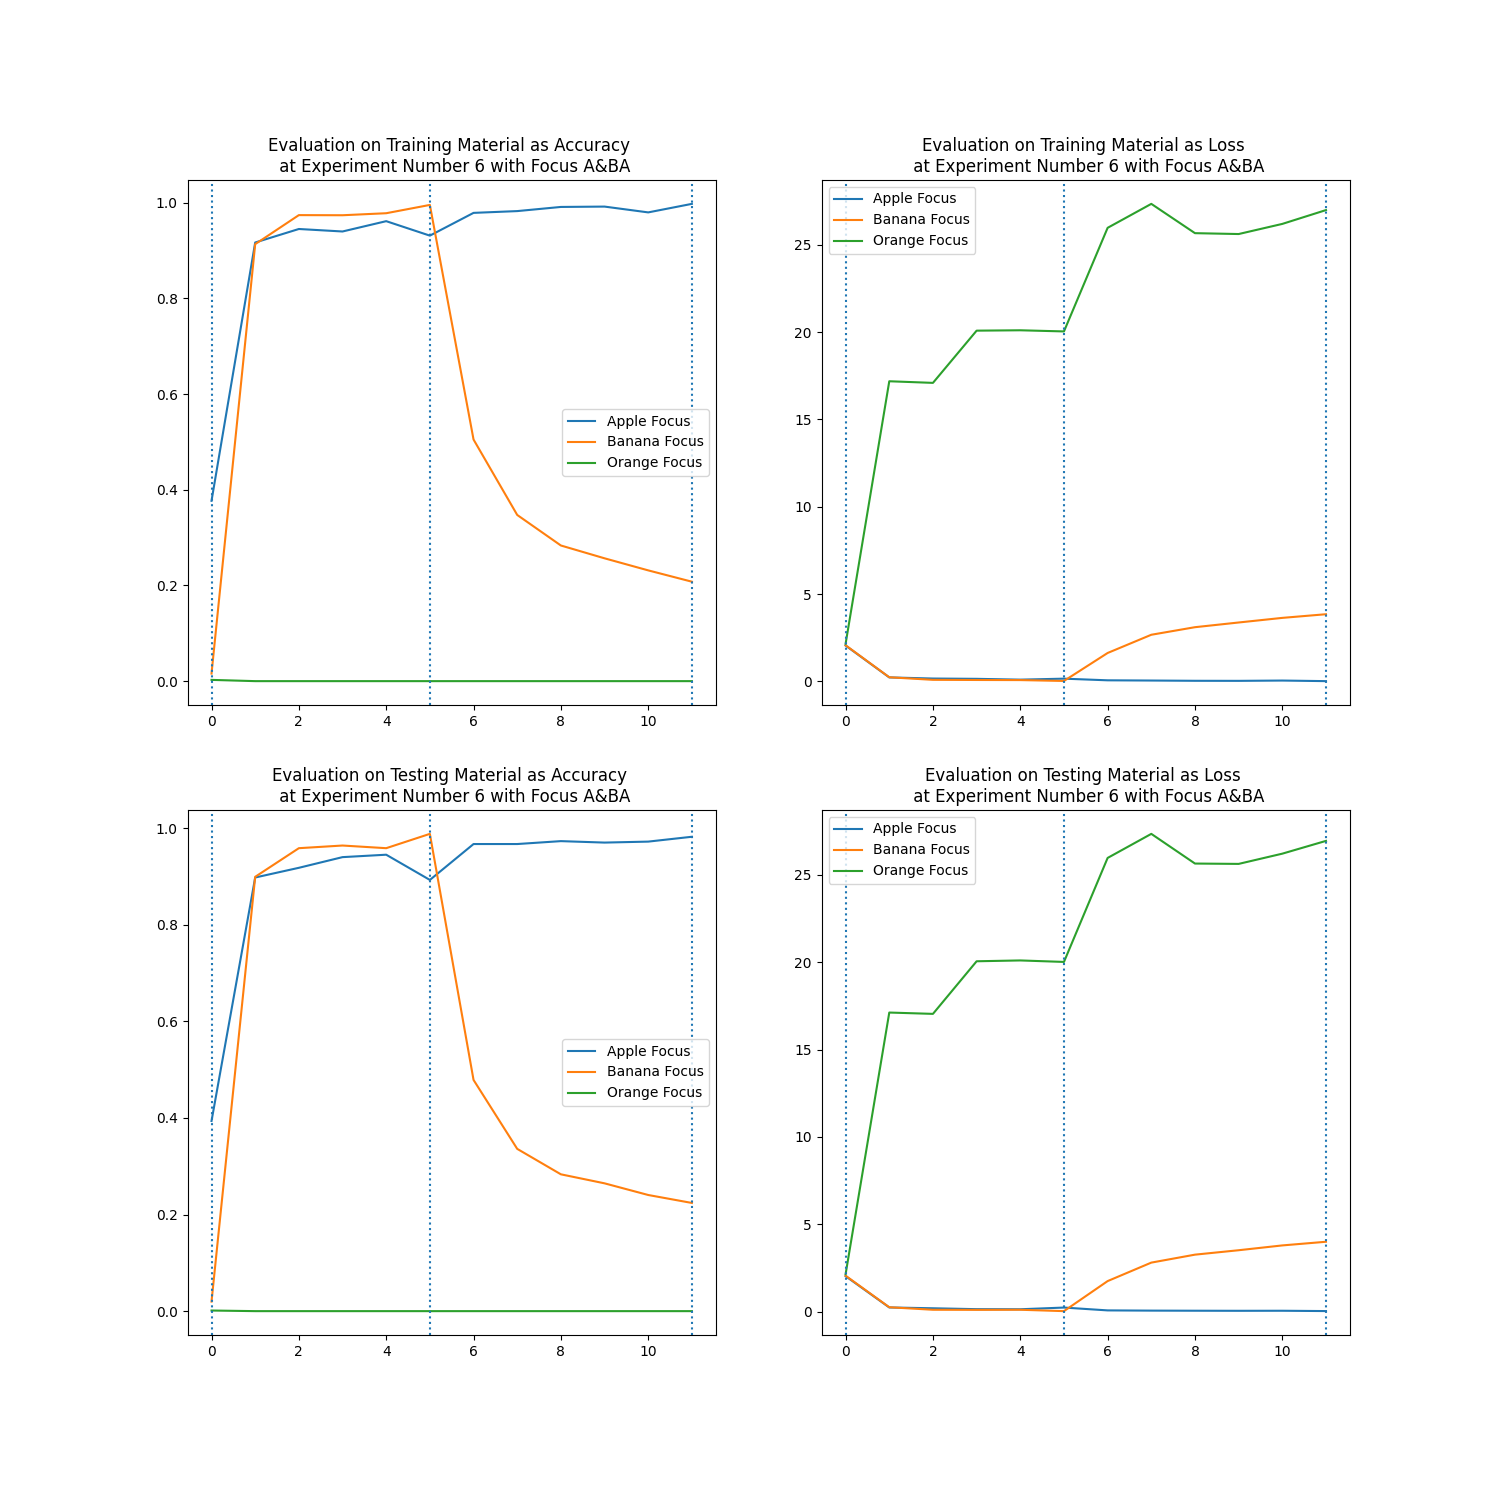 Evaluation on Training Material as Accuracy
at Experiment Number 6 with Focus A&BA
1.0
0.8
0.6
0.4
0.2
0.0
Apple Focus
Banana Focus
Orange Focus
0 2 4 6 8 10
Evaluation on Training Material as Loss
at Experiment Number 6 with Focus A&BA
Apple Focus
Banana Focus
Orange Focus
25
20
15
10
5
0
0 2 4 6 8 10
Evaluation on Testing Material as Accuracy
at Experiment Number 6 with Focus A&BA
1.0
0.8
0.6
0.4
0.2
0.0
Apple Focus
Banana Focus
Orange Focus
0 2 4 6 8 10
Evaluation on Testing Material as Loss
at Experiment Number 6 with Focus A&BA
Apple Focus
Banana Focus
Orange Focus
25
20
15
10
5
0
0 2 4 6 8 10